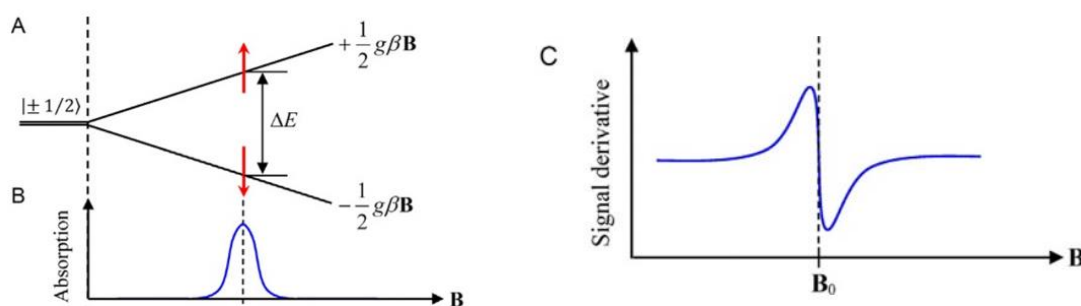 A
+1/2 gβB
|± 1/2⟩
ΔE
-1/2 gβB
B
Absorption
B
C
Signal derivative
B
B₀